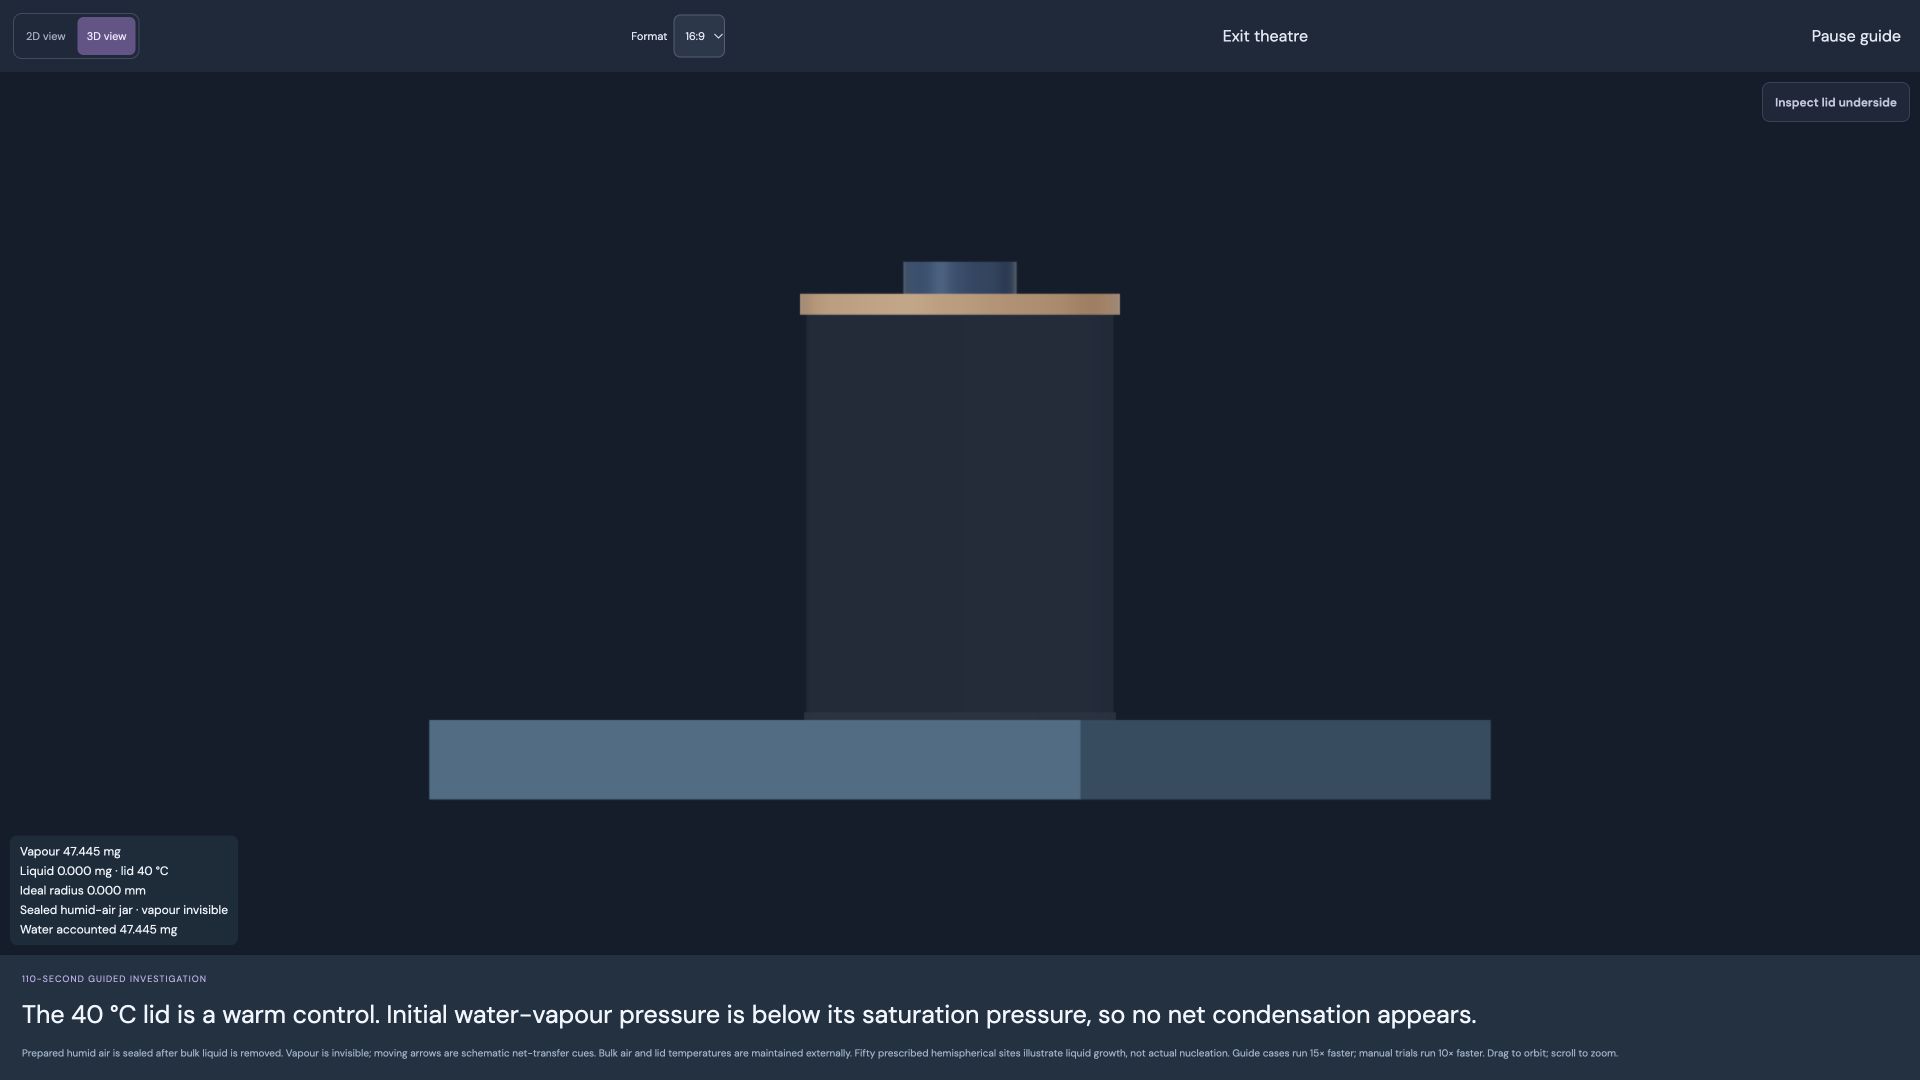 2D view
3D view
Format
16:9
Exit theatre
Pause guide
Inspect lid underside
Vapour 47.445 mg
Liquid 0.000 mg · lid 40 °C
Ideal radius 0.000 mm
Sealed humid-air jar · vapour invisible
Water accounted 47.445 mg
110-SECOND GUIDED INVESTIGATION
The 40 °C lid is a warm control. Initial water-vapour pressure is below its saturation pressure, so no net condensation appears.
Prepared humid air is sealed after bulk liquid is removed. Vapour is invisible; moving arrows are schematic net-transfer cues. Bulk air and lid temperatures are maintained externally. Fifty prescribed hemispherical sites illustrate liquid growth, not actual nucleation. Guide cases run 15× faster; manual trials run 10× faster. Drag to orbit; scroll to zoom.